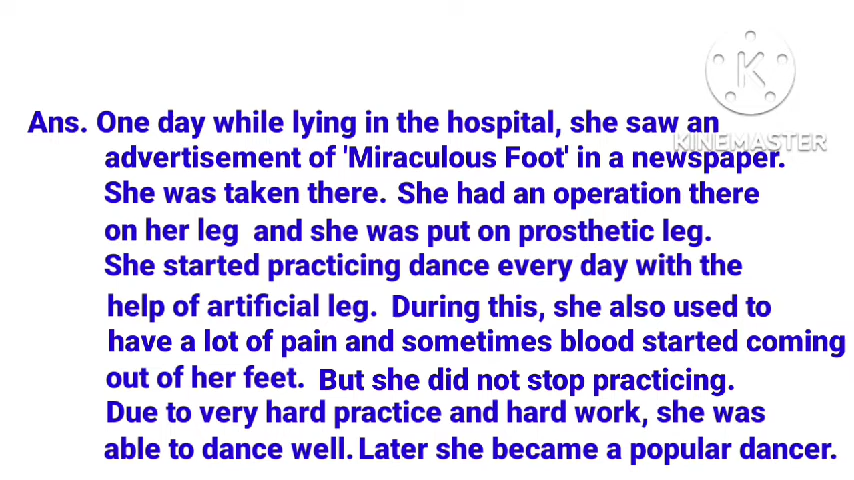 KINEMASTER
Ans. One day while lying in the hospital, she saw an
advertisement of 'Miraculous Foot' in a newspaper.
She was taken there. She had an operation there
on her leg and she was put on prosthetic leg.
She started practicing dance every day with the
help of artificial leg. During this, she also used to
have a lot of pain and sometimes blood started coming
out of her feet. But she did not stop practicing.
Due to very hard practice and hard work, she was
able to dance well. Later she became a popular dancer.